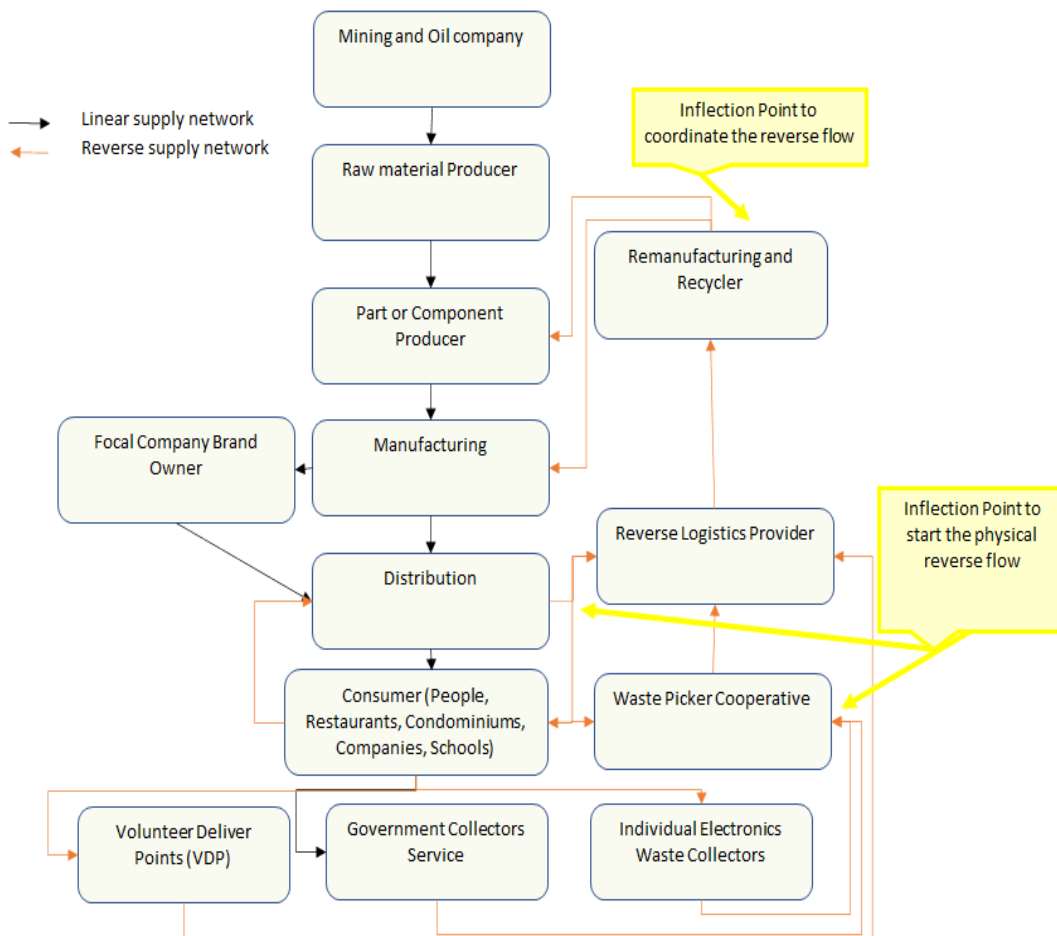 Mining and Oil company
Linear supply network
Reverse supply network
Inflection Point to
coordinate the reverse flow
Raw material Producer
Remanufacturing and
Recycler
Part or Component
Producer
Focal Company Brand
Owner
Manufacturing
Inflection Point to
start the physical
reverse flow
Reverse Logistics Provider
Distribution
Consumer (People,
Restaurants, Condominiums,
Companies, Schools)
Waste Picker Cooperative
Volunteer Deliver
Points (VDP)
Government Collectors
Service
Individual Electronics
Waste Collectors